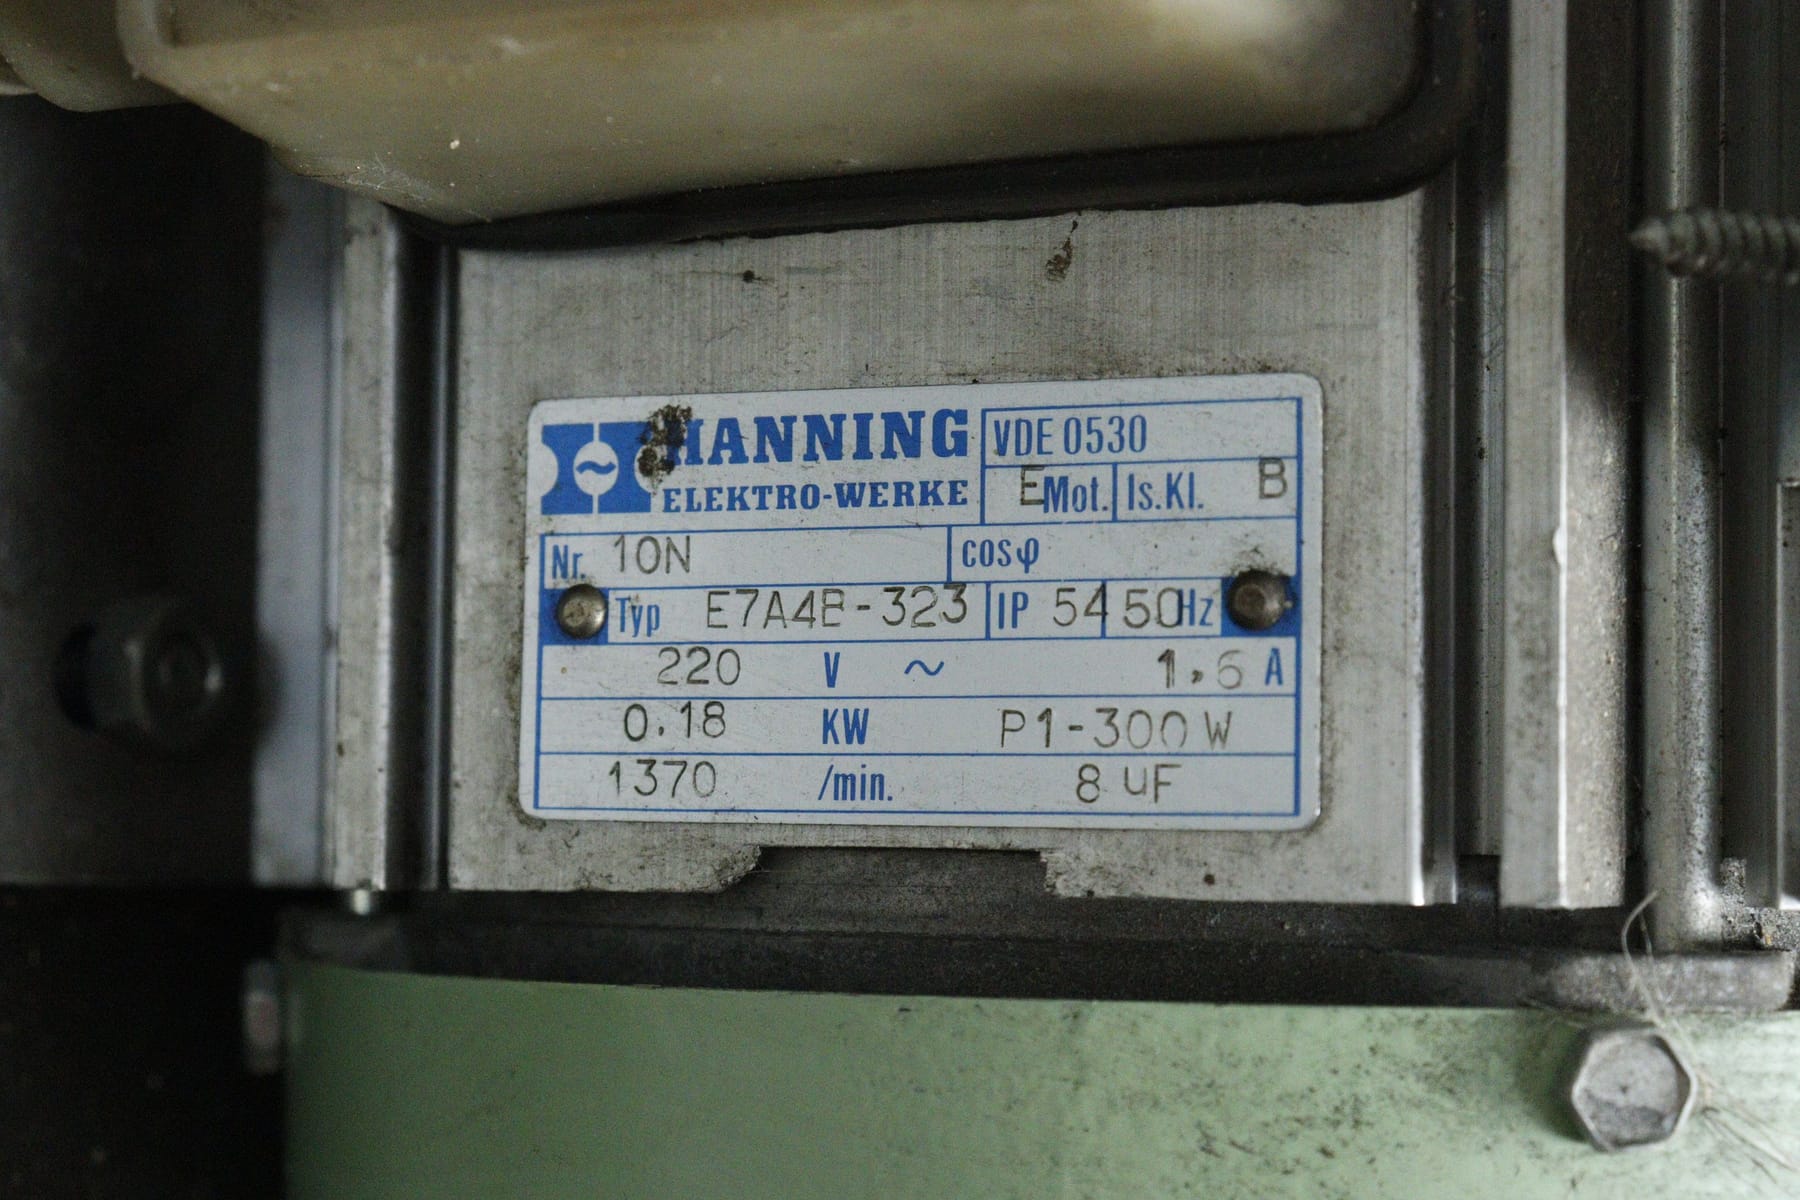 HANNING
ELEKTRO-WERKE
VDE 0530
E Mot. Is.Kl. B
Nr. 10N cosφ
Typ E7A4B-323 IP 54 50 Hz
220 V ~ 1,6 A
0.18 KW P1-300W
1370 /min. 8 uF